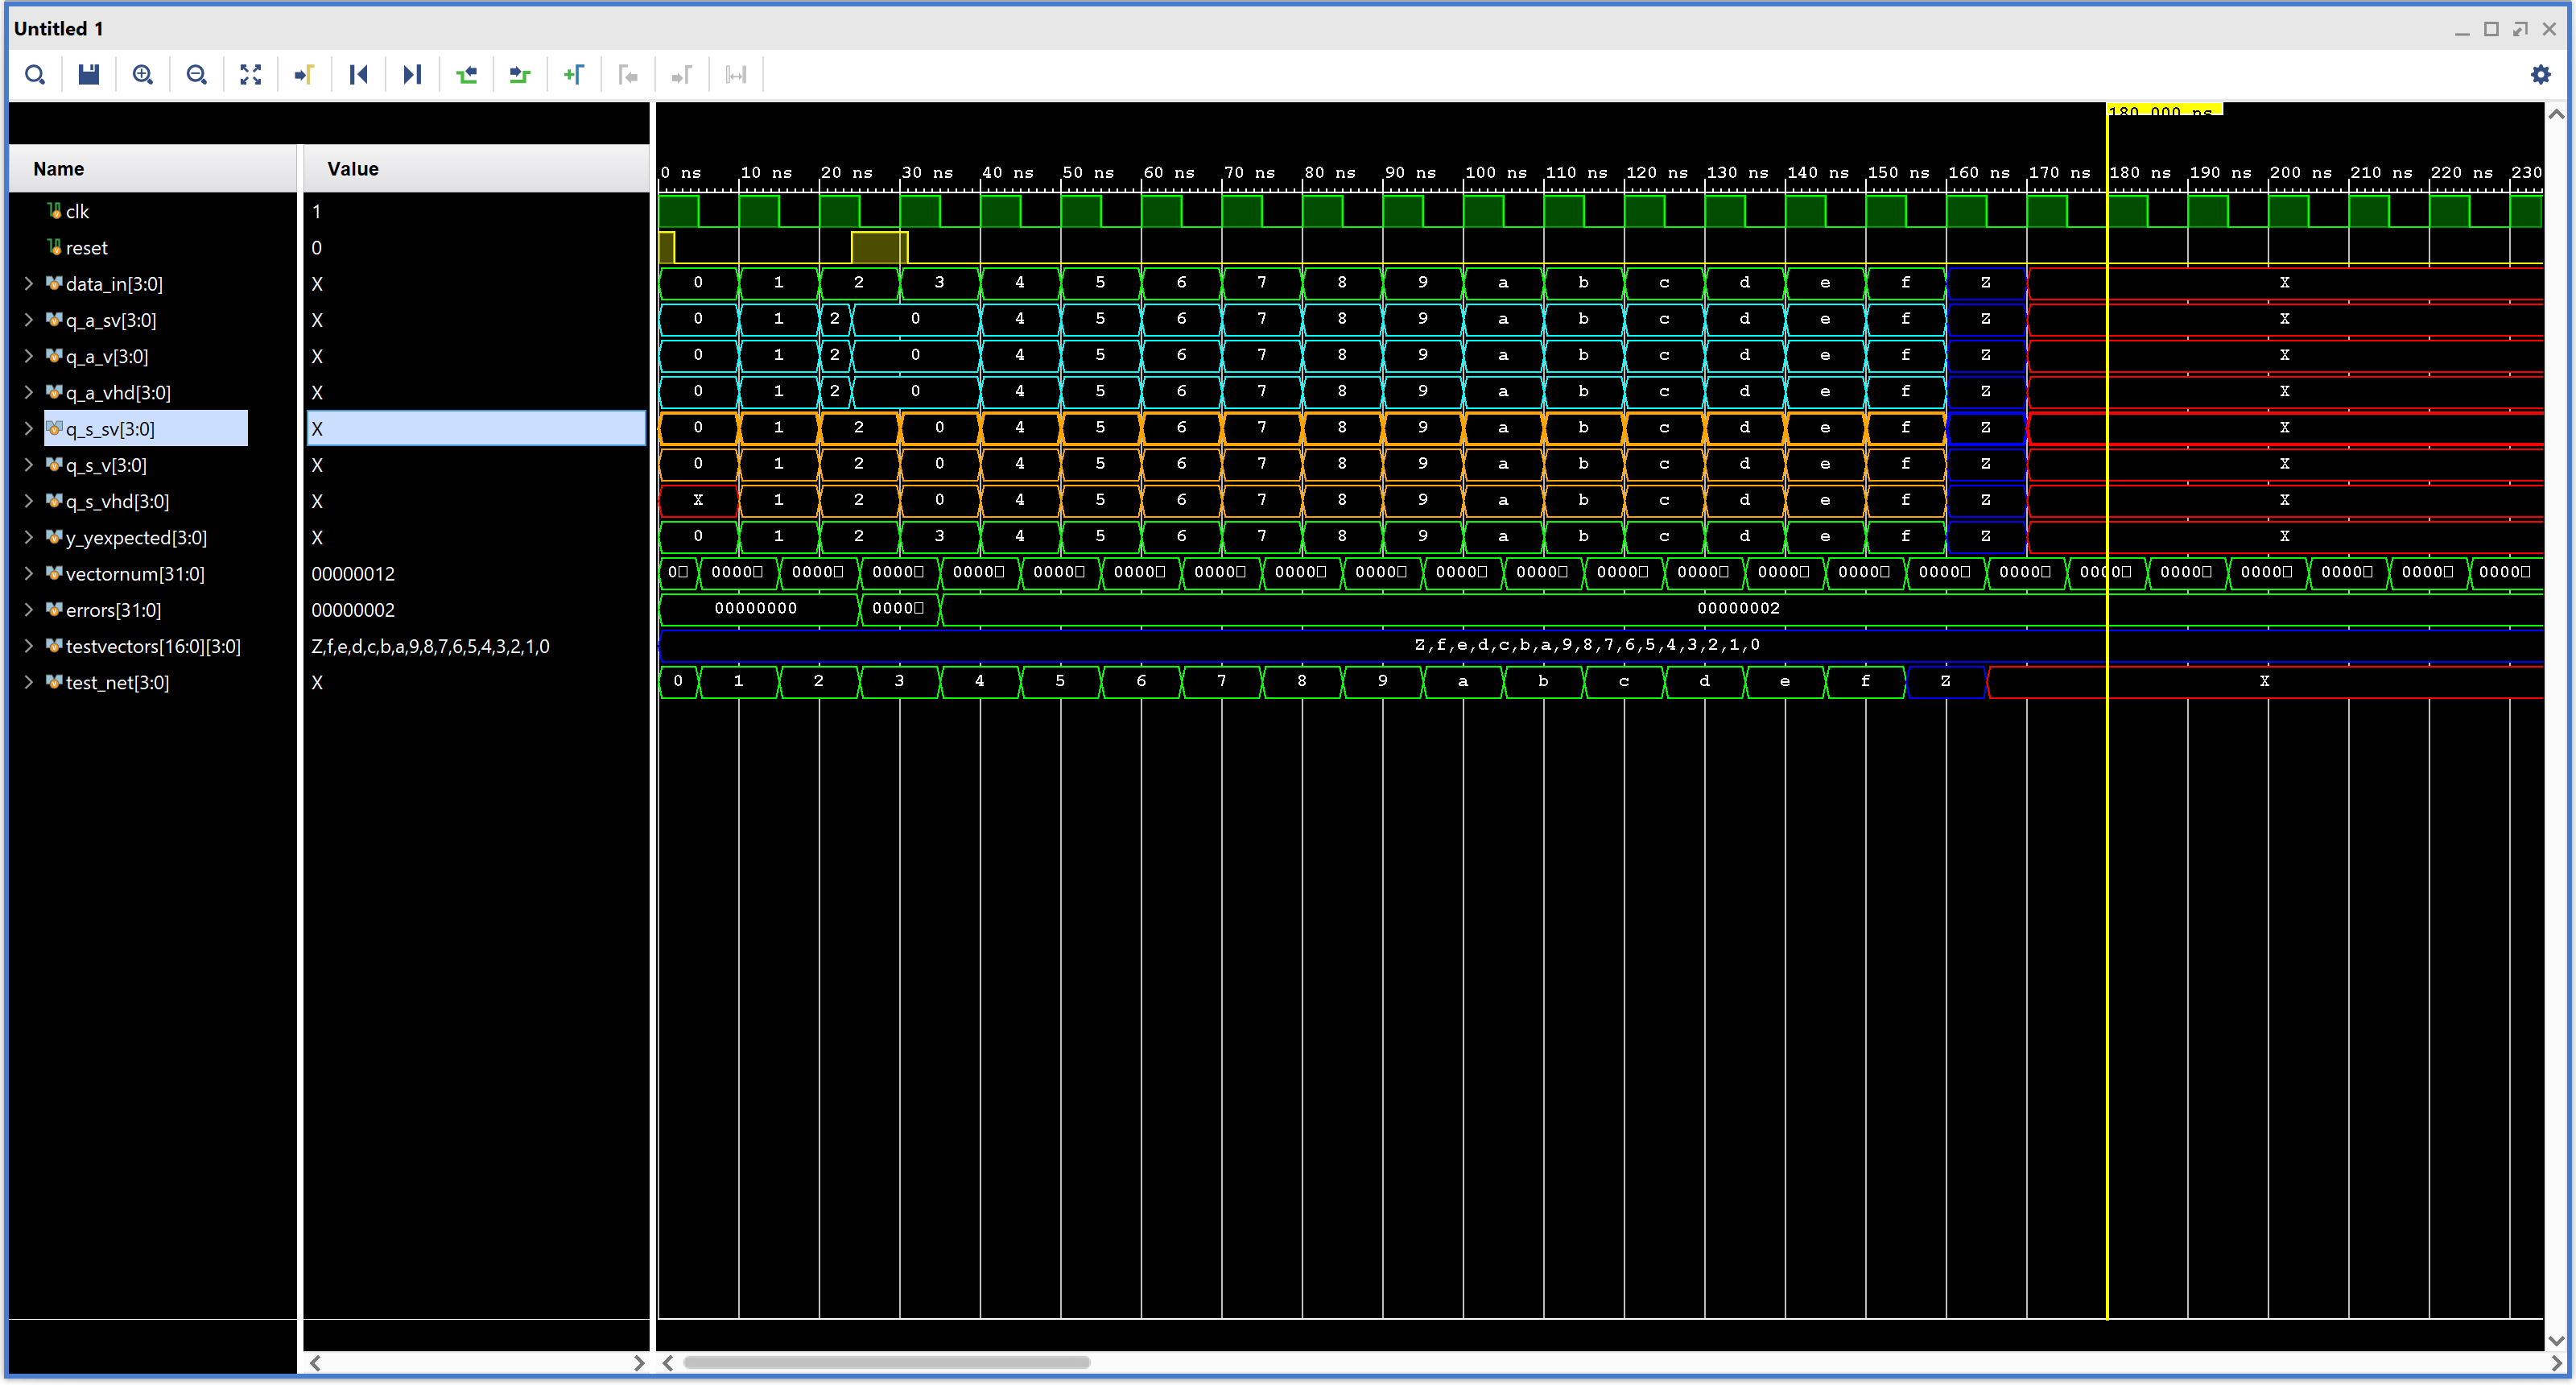 Untitled 1
180.000 ns
Name Value 0 ns 10 ns 20 ns 30 ns 40 ns 50 ns 60 ns 70 ns 80 ns 90 ns 100 ns 110 ns 120 ns 130 ns 140 ns 150 ns 160 ns 170 ns 180 ns 190 ns 200 ns 210 ns 220 ns 230
clk 1
reset 0
data_in[3:0] X 0 1 2 3 4 5 6 7 8 9 a b c d e f Z X
q_a_sv[3:0] X 0 1 2 0 4 5 6 7 8 9 a b c d e f Z X
q_a_v[3:0] X 0 1 2 0 4 5 6 7 8 9 a b c d e f Z X
q_a_vhd[3:0] X 0 1 2 0 4 5 6 7 8 9 a b c d e f Z X
q_s_sv[3:0] X 0 1 2 0 4 5 6 7 8 9 a b c d e f Z X
q_s_v[3:0] X 0 1 2 0 4 5 6 7 8 9 a b c d e f Z X
q_s_vhd[3:0] X X 1 2 0 4 5 6 7 8 9 a b c d e f Z X
y_yexpected[3:0] X 0 1 2 3 4 5 6 7 8 9 a b c d e f Z X
vectornum[31:0] 00000012 0 0000 0000 0000 0000 0000 0000 0000 0000 0000 0000 0000 0000 0000 0000 0000 0000 0000 0000 0000 0000 0000 0000 0000
errors[31:0] 00000002 00000000 0000 00000002
testvectors[16:0][3:0] Z,f,e,d,c,b,a,9,8,7,6,5,4,3,2,1,0 Z,f,e,d,c,b,a,9,8,7,6,5,4,3,2,1,0
test_net[3:0] X 0 1 2 3 4 5 6 7 8 9 a b c d e f Z X